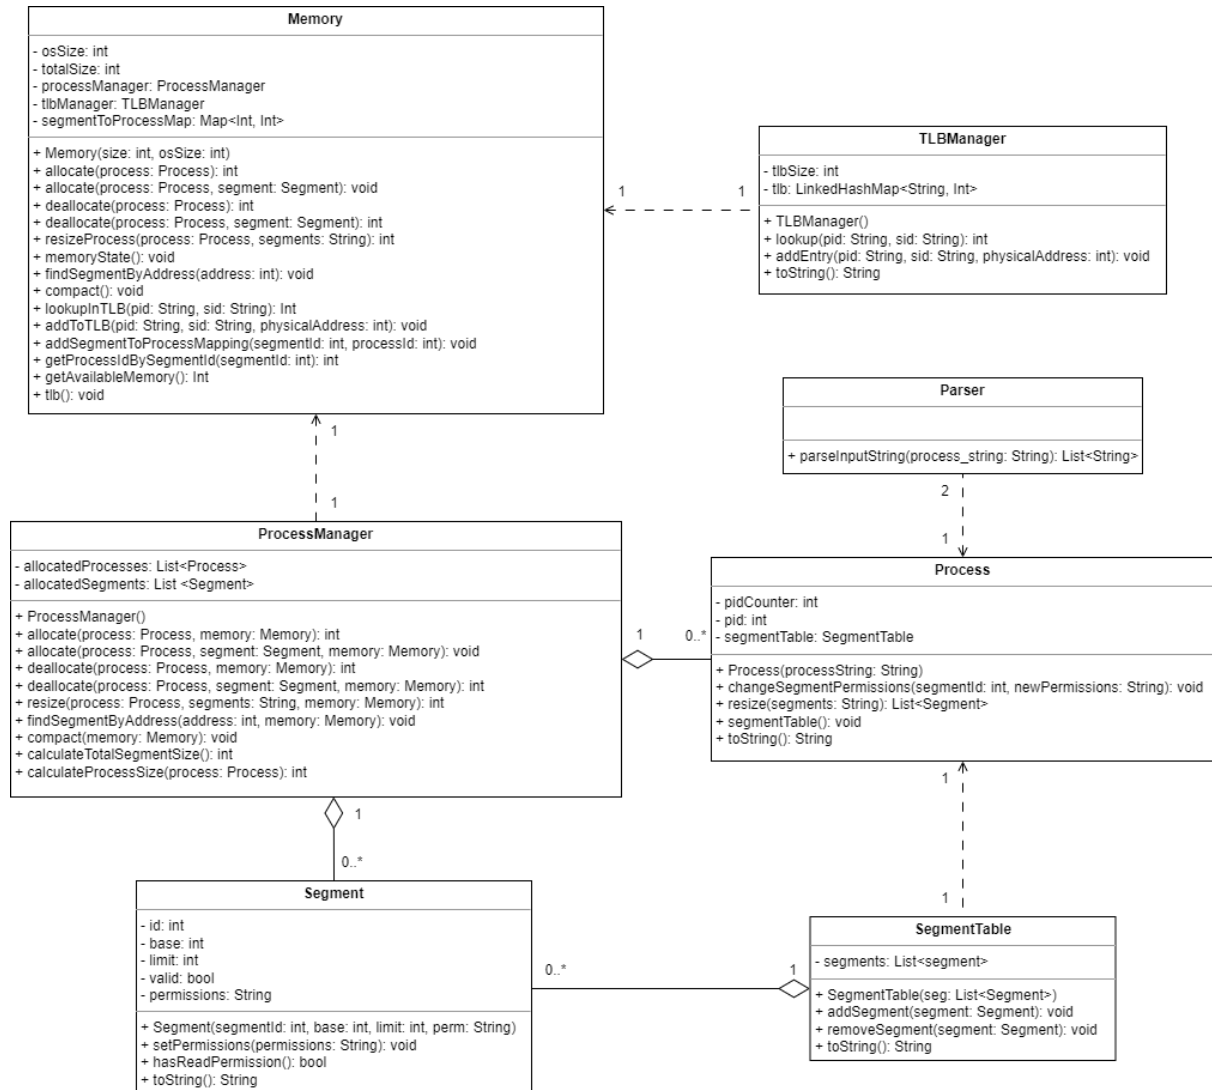 Memory
- osSize: int
- totalSize: int
- processManager: ProcessManager
- tlbManager: TLBManager
- segmentToProcessMap: Map<Int, Int>
+ Memory(size: int, osSize: int)
+ allocate(process: Process): int
+ allocate(process: Process, segment: Segment): void
+ deallocate(process: Process): int
+ deallocate(process: Process, segment: Segment): int
+ resizeProcess(process: Process, segments: String): int
+ memoryState(): void
+ findSegmentByAddress(address: int): void
+ compact(): void
+ lookupInTLB(pid: String, sid: String): Int
+ addToTLB(pid: String, sid: String, physicalAddress: int): void
+ addSegmentToProcessMapping(segmentId: int, processId: int): void
+ getProcessIdBySegmentId(segmentId: int): int
+ getAvailableMemory(): Int
+ tlb(): void
1
1
TLBManager
- tlbSize: int
- tlb: LinkedHashMap<String, Int>
+ TLBManager()
+ lookup(pid: String, sid: String): int
+ addEntry(pid: String, sid: String, physicalAddress: int): void
+ toString(): String
Parser
+ parseInputString(process_string: String): List<String>
2
1
1
1
ProcessManager
- allocatedProcesses: List<Process>
- allocatedSegments: List <Segment>
+ ProcessManager()
+ allocate(process: Process, memory: Memory): int
+ allocate(process: Process, segment: Segment, memory: Memory): void
+ deallocate(process: Process, memory: Memory): int
+ deallocate(process: Process, segment: Segment, memory: Memory): int
+ resize(process: Process, segments: String, memory: Memory): int
+ findSegmentByAddress(address: int, memory: Memory): void
+ compact(memory: Memory): void
+ calculateTotalSegmentSize(): int
+ calculateProcessSize(process: Process): int
1
0..*
Process
- pidCounter: int
- pid: int
- segmentTable: SegmentTable
+ Process(processString: String)
+ changeSegmentPermissions(segmentId: int, newPermissions: String): void
+ resize(segments: String): List<Segment>
+ segmentTable(): void
+ toString(): String
1
1
1
0..*
Segment
- id: int
- base: int
- limit: int
- valid: bool
- permissions: String
+ Segment(segmentId: int, base: int, limit: int, perm: String)
+ setPermissions(permissions: String): void
+ hasReadPermission(): bool
+ toString(): String
0..*
1
SegmentTable
- segments: List<segment>
+ SegmentTable(seg: List<Segment>)
+ addSegment(segment: Segment): void
+ removeSegment(segment: Segment): void
+ toString(): String